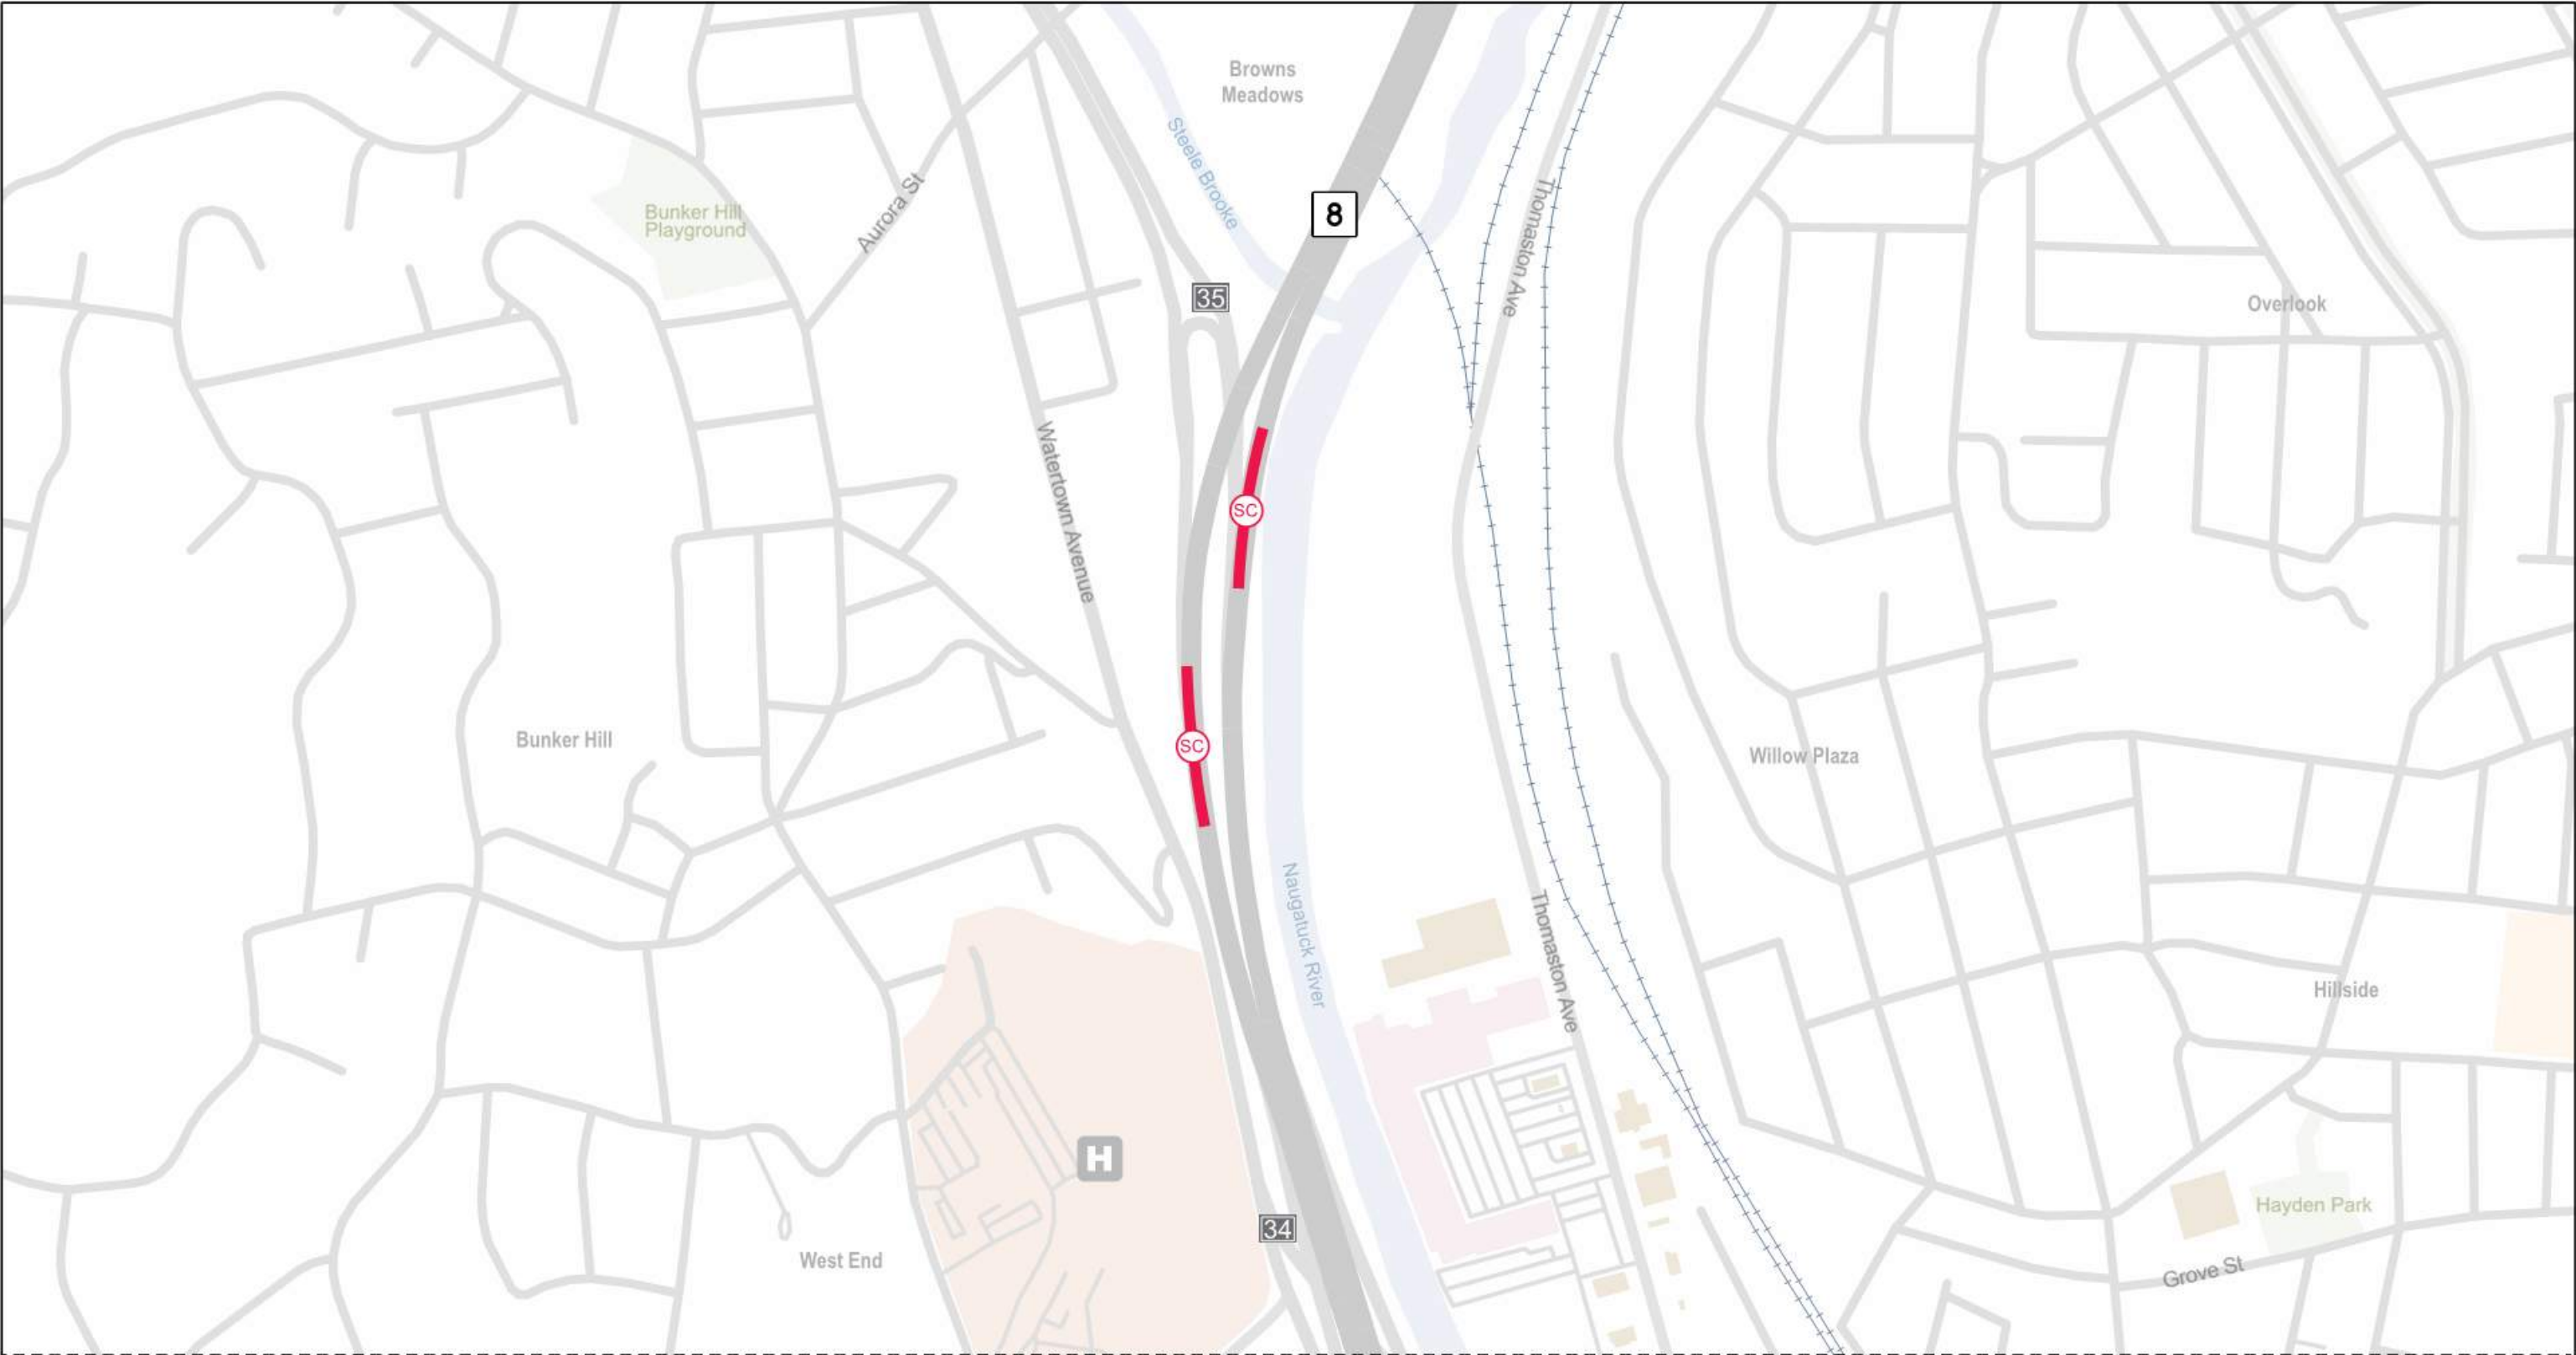 Browns
Meadows
Steele Brooke
Bunker Hill
Playground
Aurora St
8
Thomaston Ave
35
Overlook
Watertown Avenue
SC
Bunker Hill
SC
Willow Plaza
Naugatuck River
Thomaston Ave
Hillside
H
34
West End
Hayden Park
Grove St